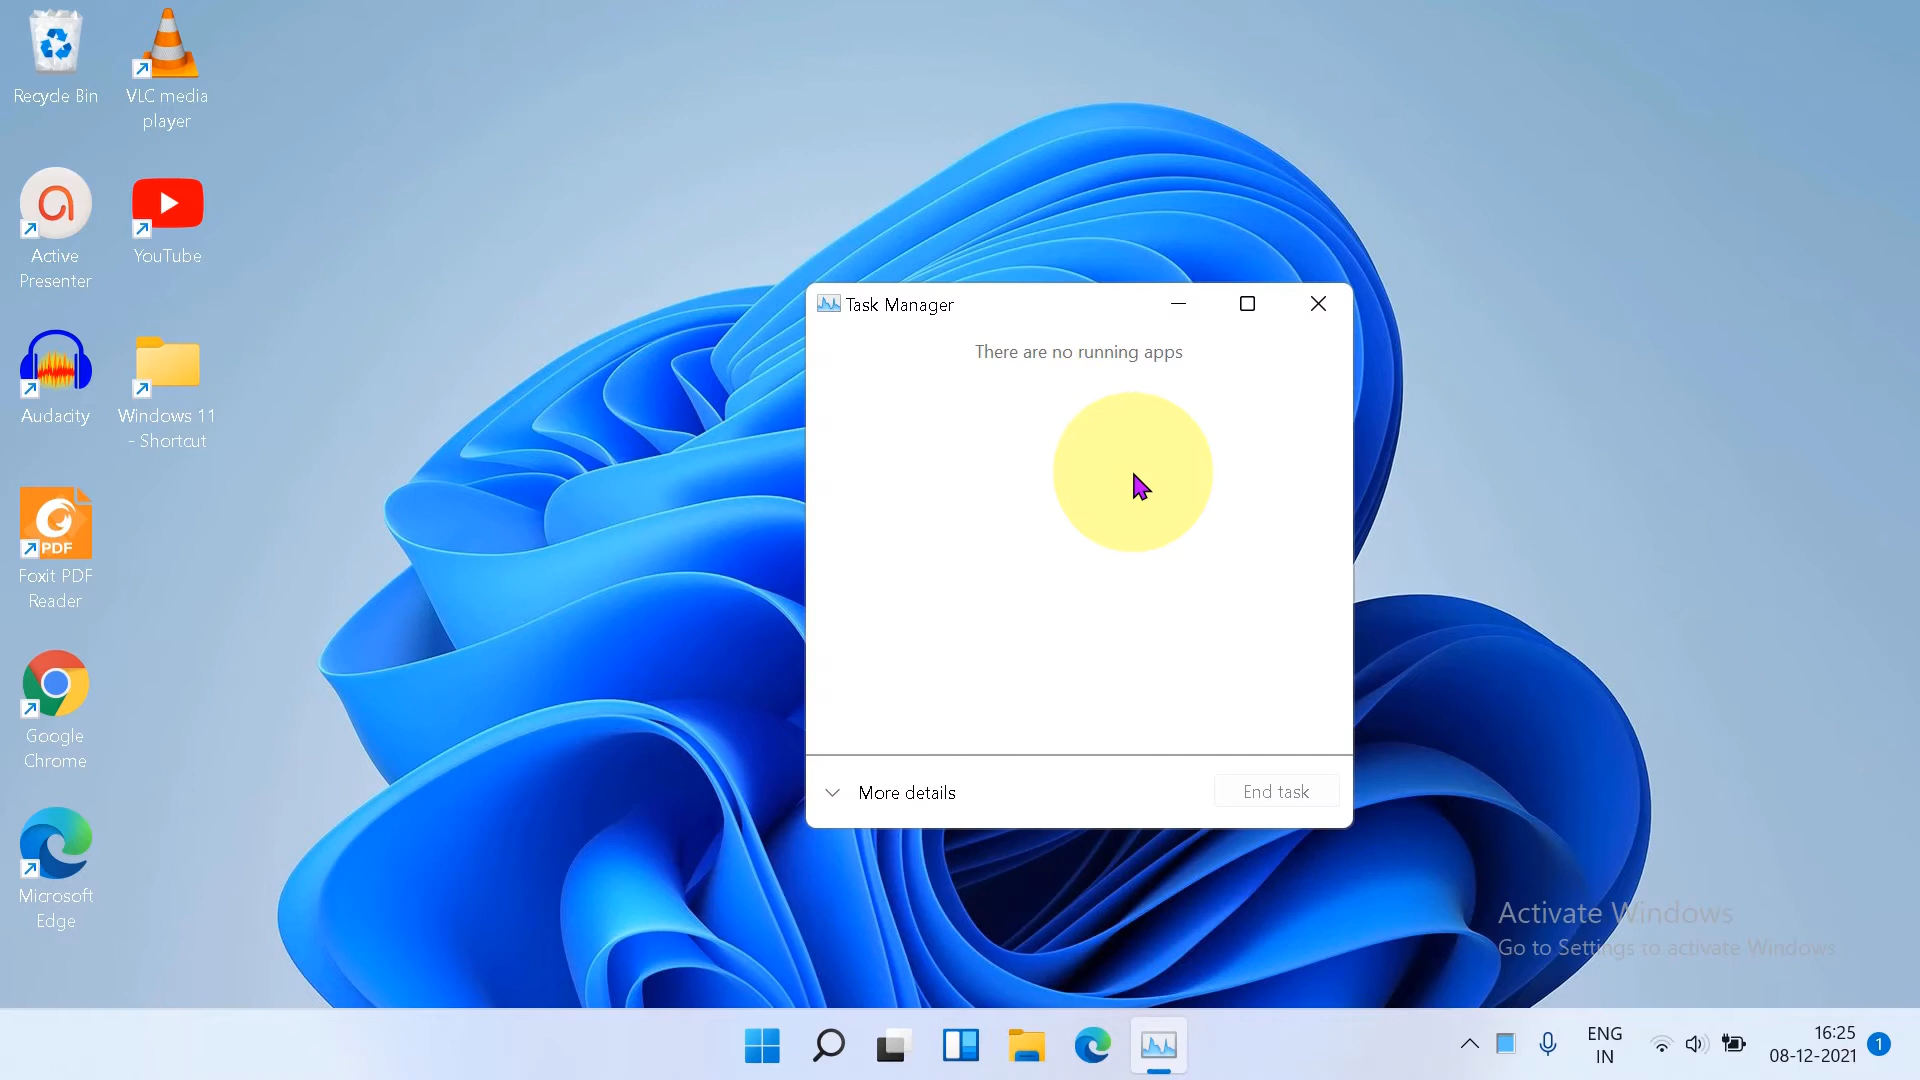 Recycle Bin
VLC media
player
Active
Presenter
YouTube
Audacity
Windows 11
- Shortcut
PDF
Foxit PDF
Reader
Google
Chrome
Microsoft
Edge
Task Manager
There are no running apps
More details
End task
Activate Windows
Go to Settings to activate Windows
ENG
IN
16:25
08-12-2021
1